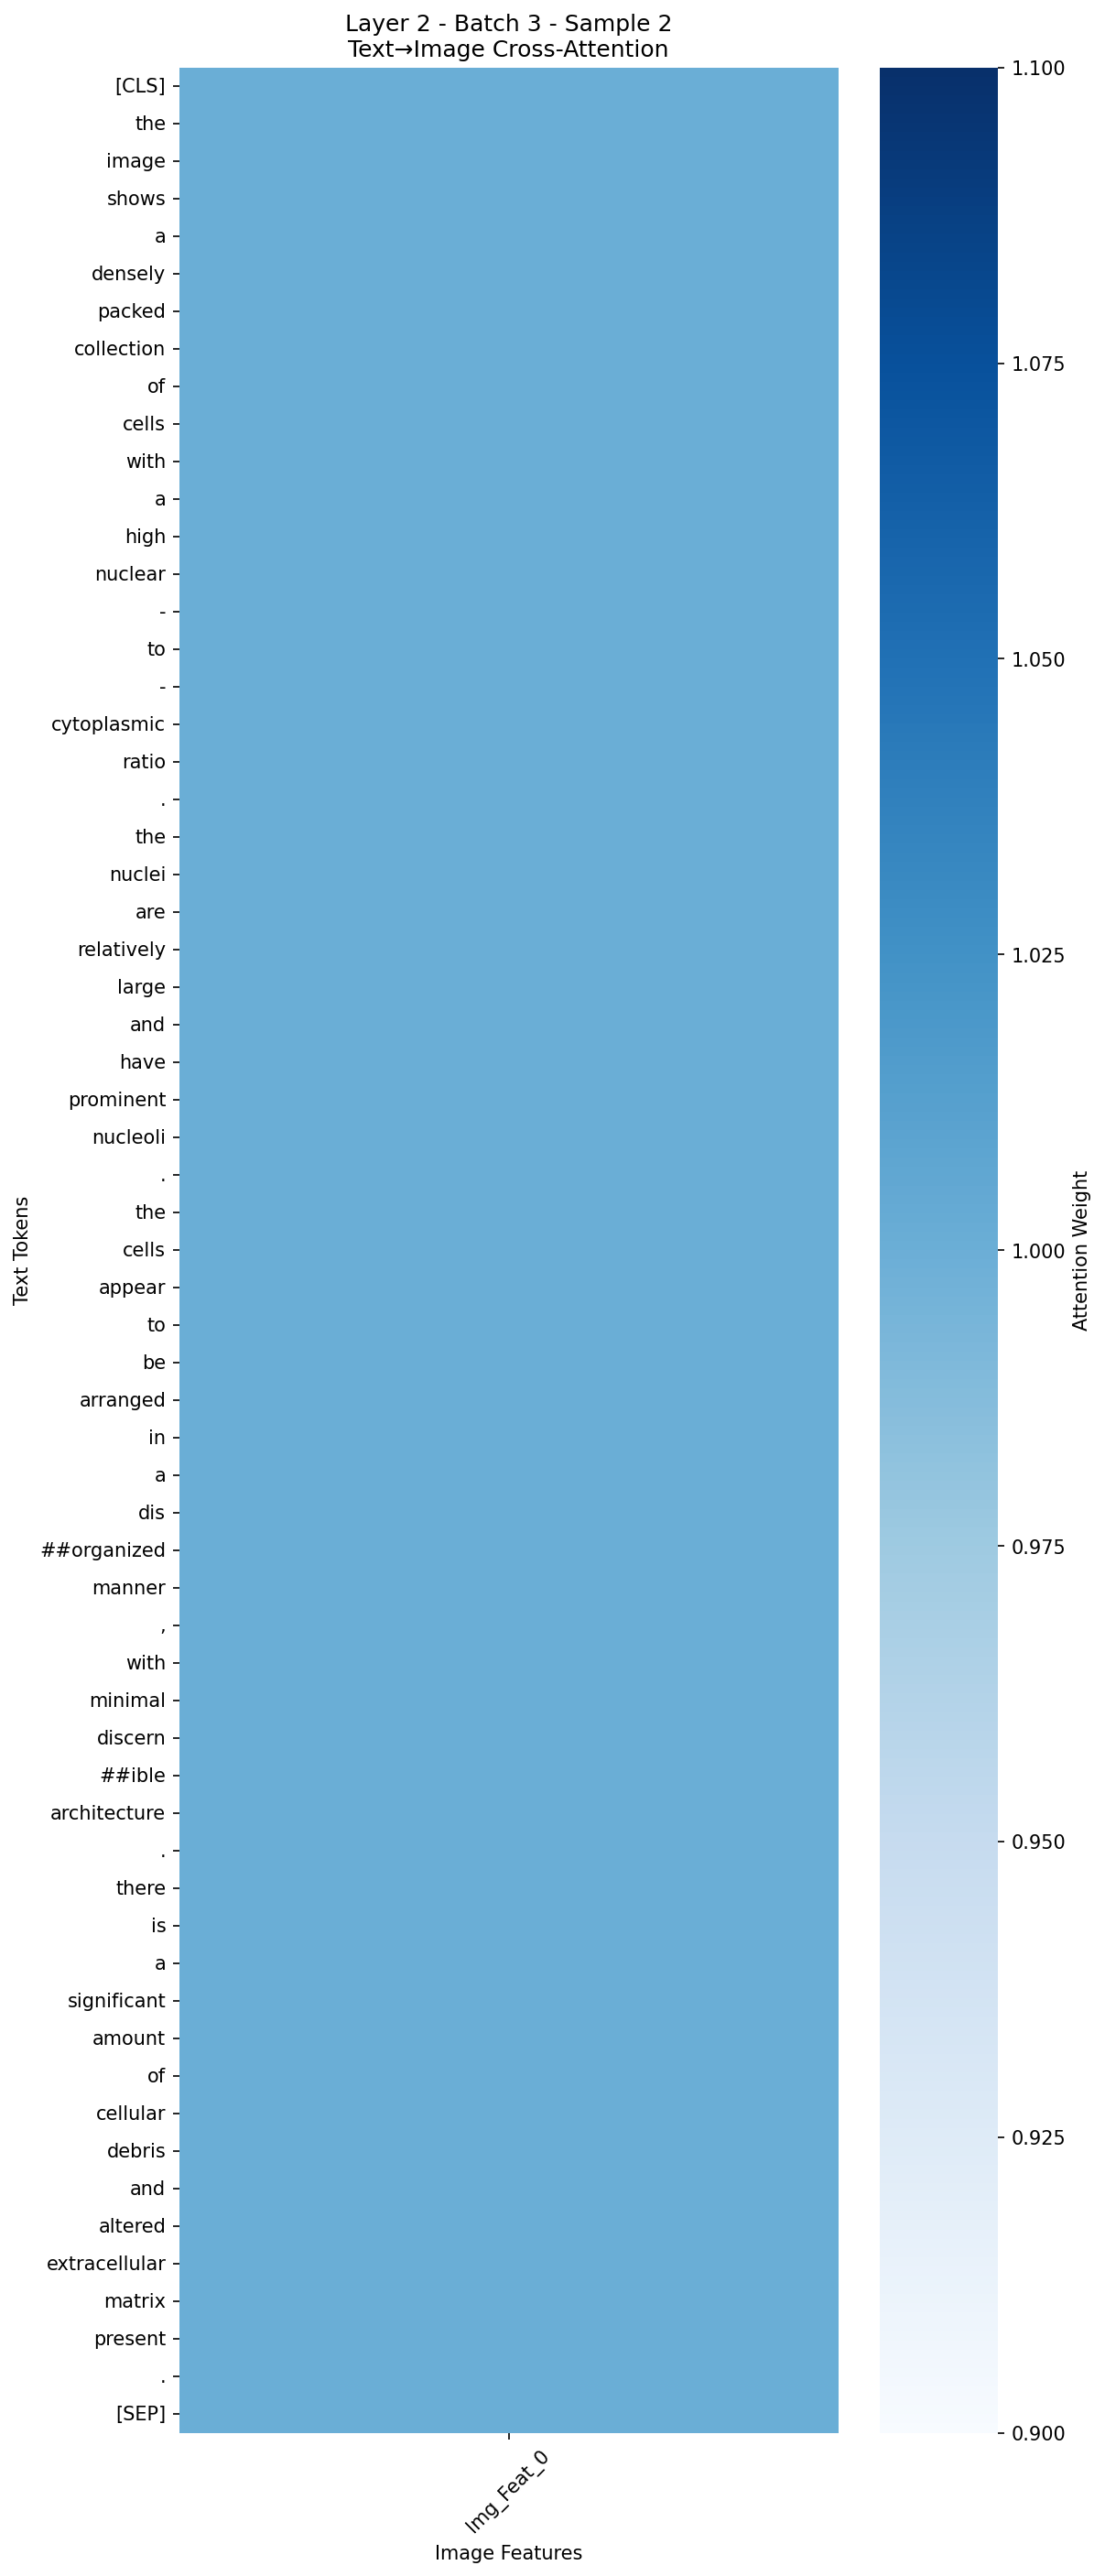 Layer 2 - Batch 3 - Sample 2
Text→Image Cross-Attention
[CLS]
the
image
shows
a
densely
packed
collection
of
cells
with
a
high
nuclear
-
to
-
cytoplasmic
ratio
.
the
nuclei
are
relatively
large
and
have
prominent
nucleoli
.
the
cells
appear
to
be
arranged
in
a
dis
##organized
manner
,
with
minimal
discern
##ible
architecture
.
there
is
a
significant
amount
of
cellular
debris
and
altered
extracellular
matrix
present
.
[SEP]
Text Tokens
Img_Feat_0
Image Features
1.100
1.075
1.050
1.025
1.000
0.975
0.950
0.925
0.900
Attention Weight